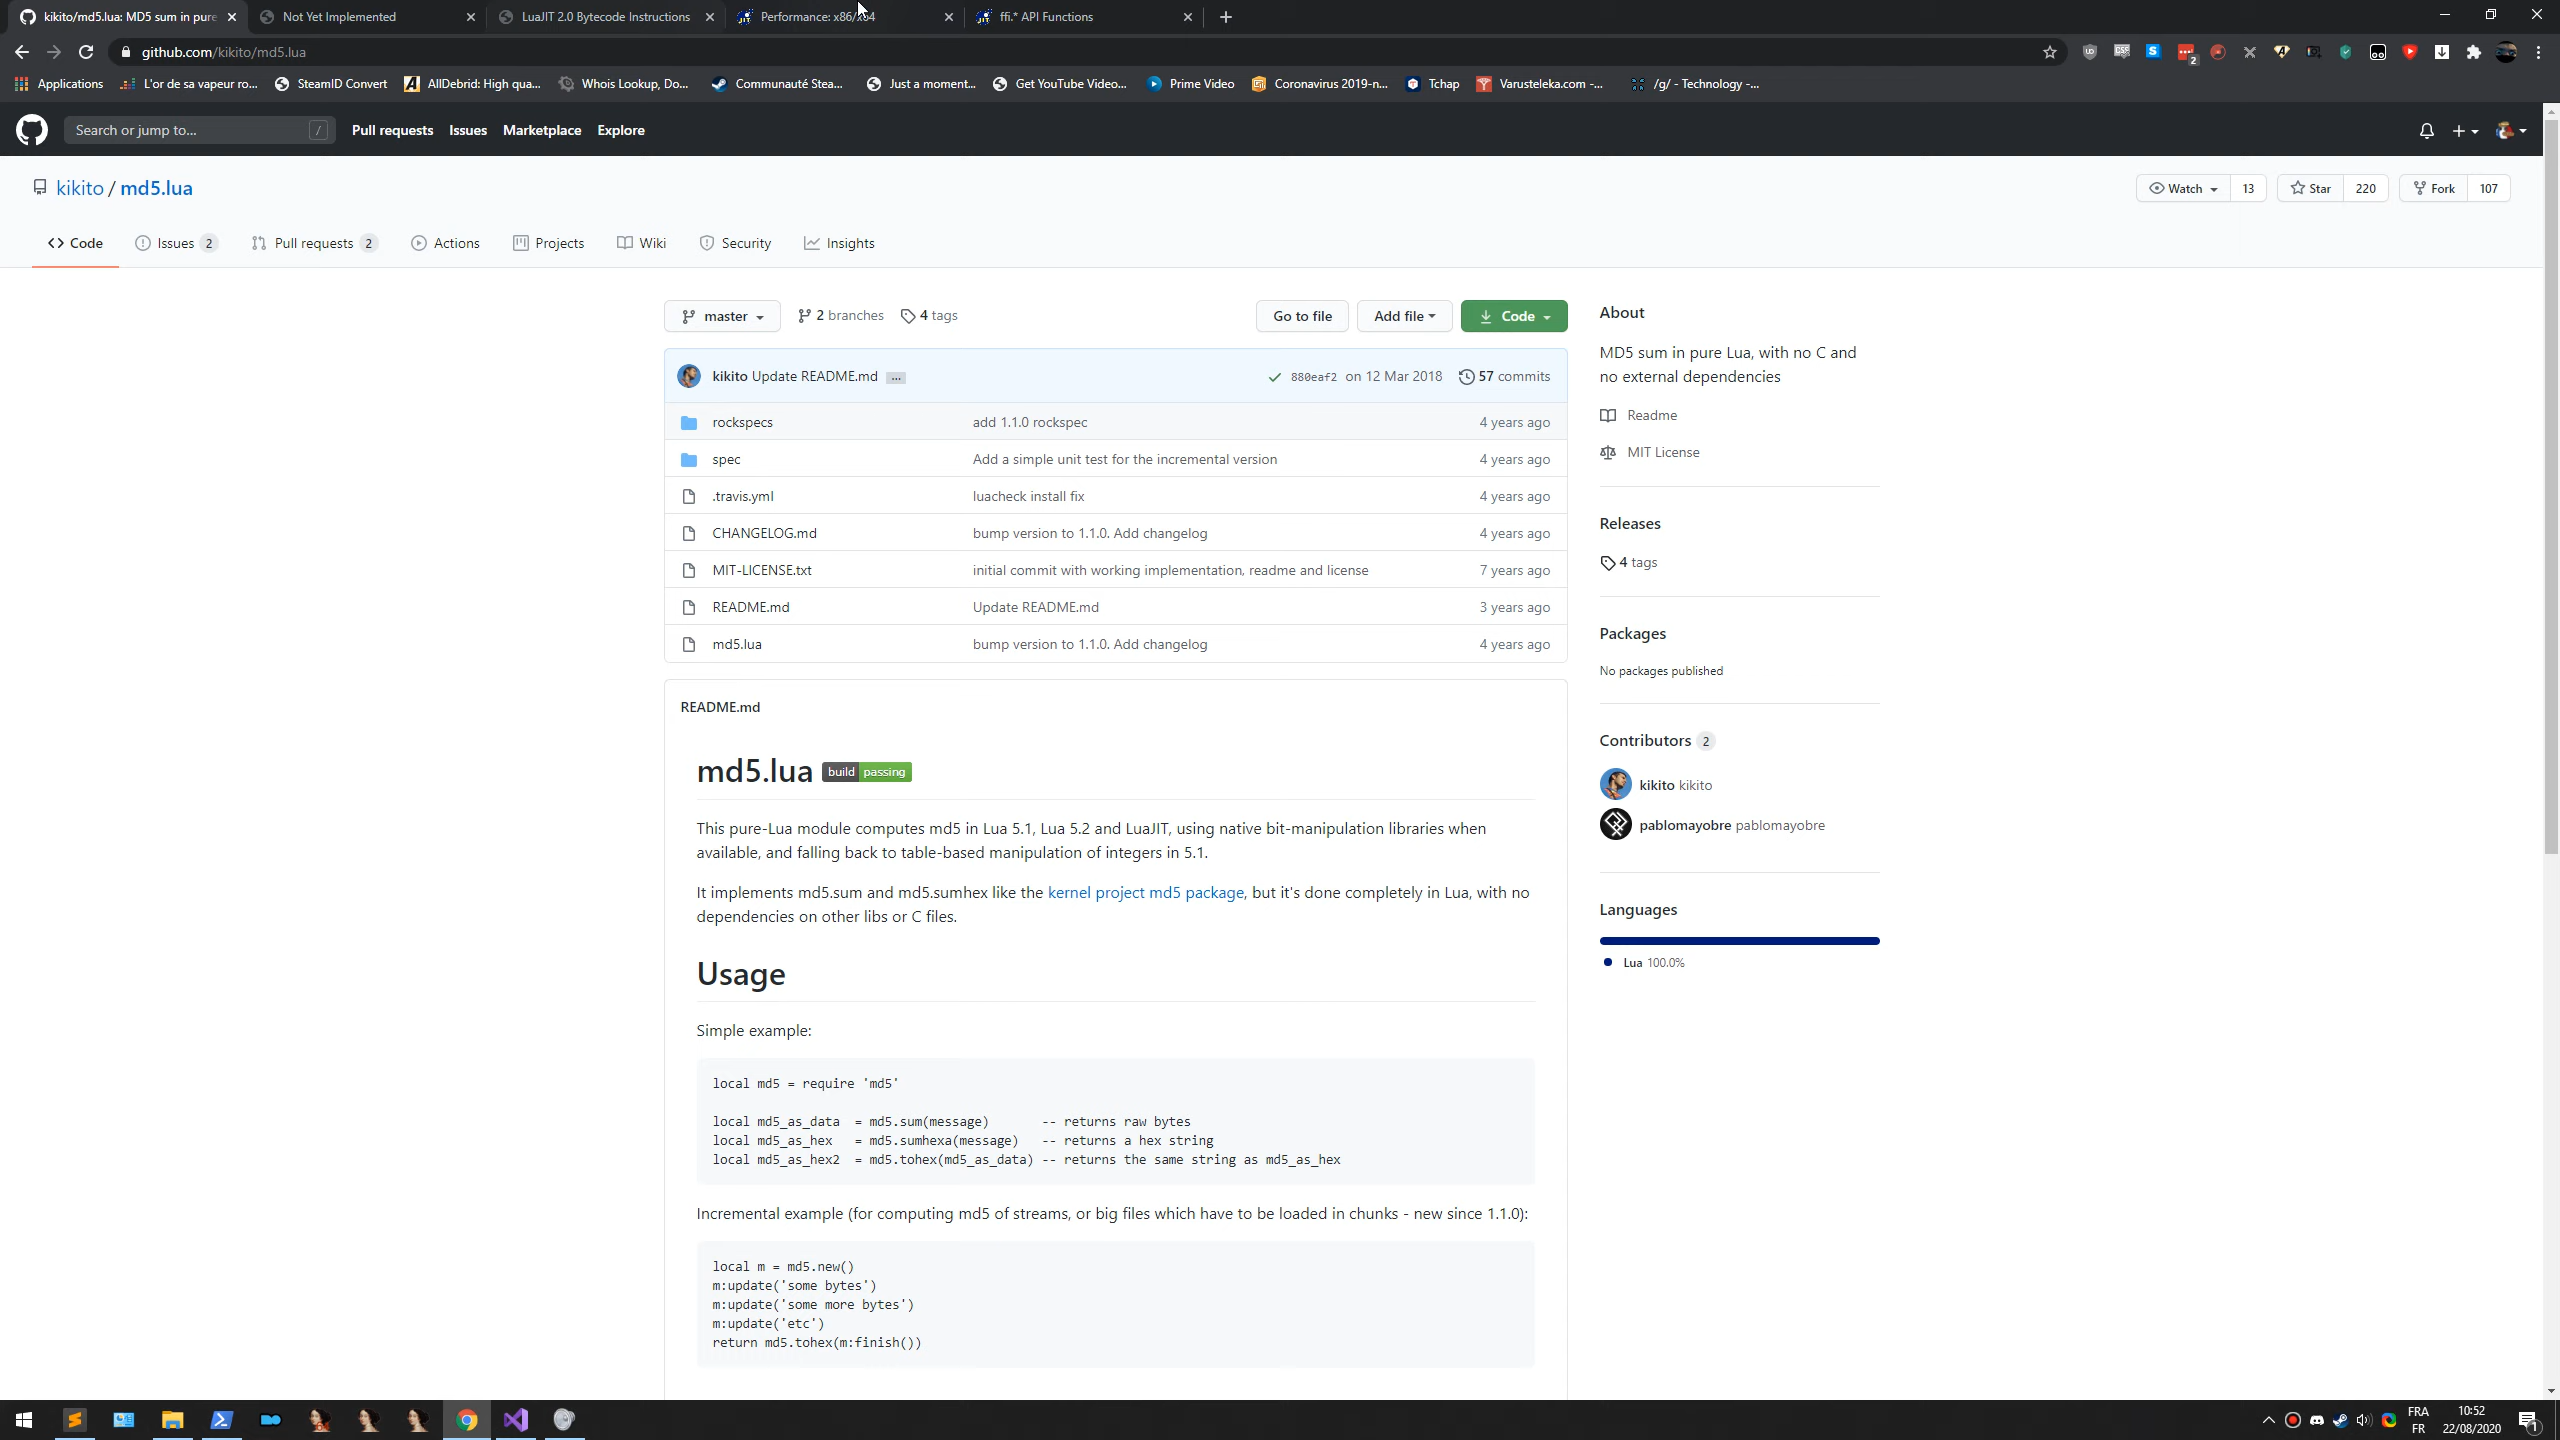 kikito/md5.lua: MD5 sum in pure
Not Yet Implemented
LuaJIT 2.0 Bytecode Instructions
Performance: x86/x64
ffi.* API Functions
github.com/kikito/md5.lua
2
Applications
L'or de sa vapeur ro...
SteamID Convert
AllDebrid: High qua...
Whois Lookup, Do...
Communauté Stea...
Just a moment...
Get YouTube Video...
Prime Video
Coronavirus 2019-n...
Tchap
Varusteleka.com -...
/g/ - Technology -...
Search or jump to... /
Pull requests Issues Marketplace Explore
kikito / md5.lua
Watch 13 Star 220 Fork 107
Code Issues 2 Pull requests 2 Actions Projects Wiki Security Insights
master 2 branches 4 tags Go to file Add file Code
kikito Update README.md ... 880eaf2 on 12 Mar 2018 57 commits
rockspecs add 1.1.0 rockspec 4 years ago
spec Add a simple unit test for the incremental version 4 years ago
.travis.yml luacheck install fix 4 years ago
CHANGELOG.md bump version to 1.1.0. Add changelog 4 years ago
MIT-LICENSE.txt initial commit with working implementation, readme and license 7 years ago
README.md Update README.md 3 years ago
md5.lua bump version to 1.1.0. Add changelog 4 years ago
README.md
md5.lua build passing
This pure-Lua module computes md5 in Lua 5.1, Lua 5.2 and LuaJIT, using native bit-manipulation libraries when
available, and falling back to table-based manipulation of integers in 5.1.
It implements md5.sum and md5.sumhex like the kernel project md5 package, but it's done completely in Lua, with no
dependencies on other libs or C files.
Usage
Simple example:
local md5 = require 'md5'
local md5_as_data  = md5.sum(message)       -- returns raw bytes
local md5_as_hex   = md5.sumhexa(message)   -- returns a hex string
local md5_as_hex2  = md5.tohex(md5_as_data) -- returns the same string as md5_as_hex
Incremental example (for computing md5 of streams, or big files which have to be loaded in chunks - new since 1.1.0):
local m = md5.new()
m:update('some bytes')
m:update('some more bytes')
m:update('etc')
return md5.tohex(m:finish())
About
MD5 sum in pure Lua, with no C and
no external dependencies
Readme
MIT License
Releases
4 tags
Packages
No packages published
Contributors 2
kikito kikito
pablomayobre pablomayobre
Languages
Lua 100.0%
FRA
FR
10:52
22/08/2020
1